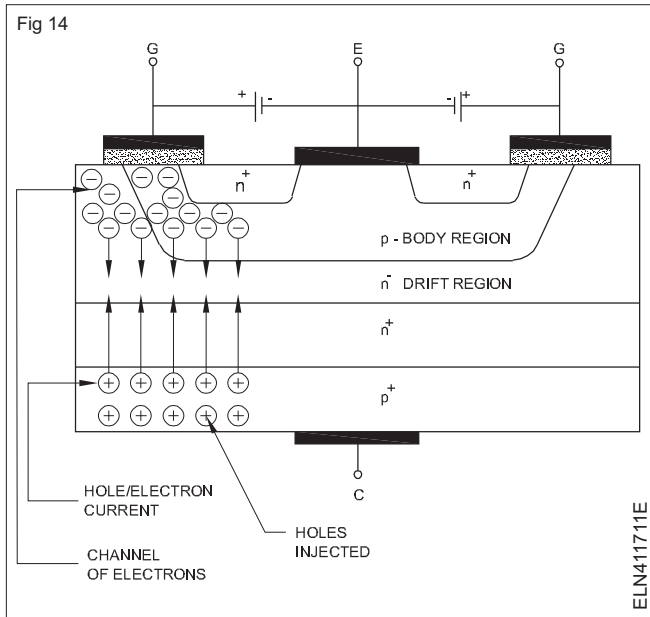 Fig 14
G
E
G
+ -
- +
n+
n+
p - BODY REGION
n- DRIFT REGION
n+
p+
C
HOLE/ELECTRON
CURRENT
HOLES
INJECTED
CHANNEL
OF ELECTRONS
ELN411711E